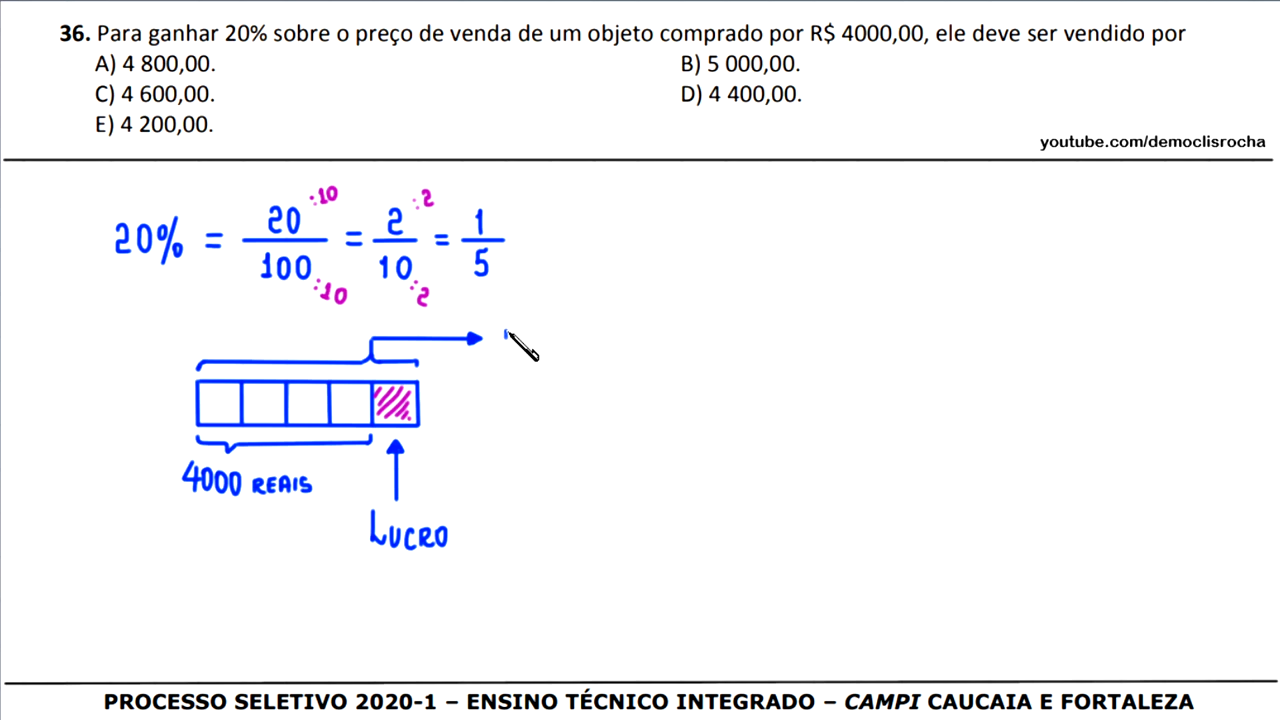 36. Para ganhar 20% sobre o preço de venda de um objeto comprado por R$ 4000,00, ele deve ser vendido por
A) 4 800,00. B) 5 000,00.
C) 4 600,00. D) 4 400,00.
E) 4 200,00.
youtube.com/democlisrocha
:10 :2
20% = 20/100 = 2/10 = 1/5
:10 :2
4000 REAIS
LUCRO
PROCESSO SELETIVO 2020-1 – ENSINO TÉCNICO INTEGRADO – CAMPI CAUCAIA E FORTALEZA